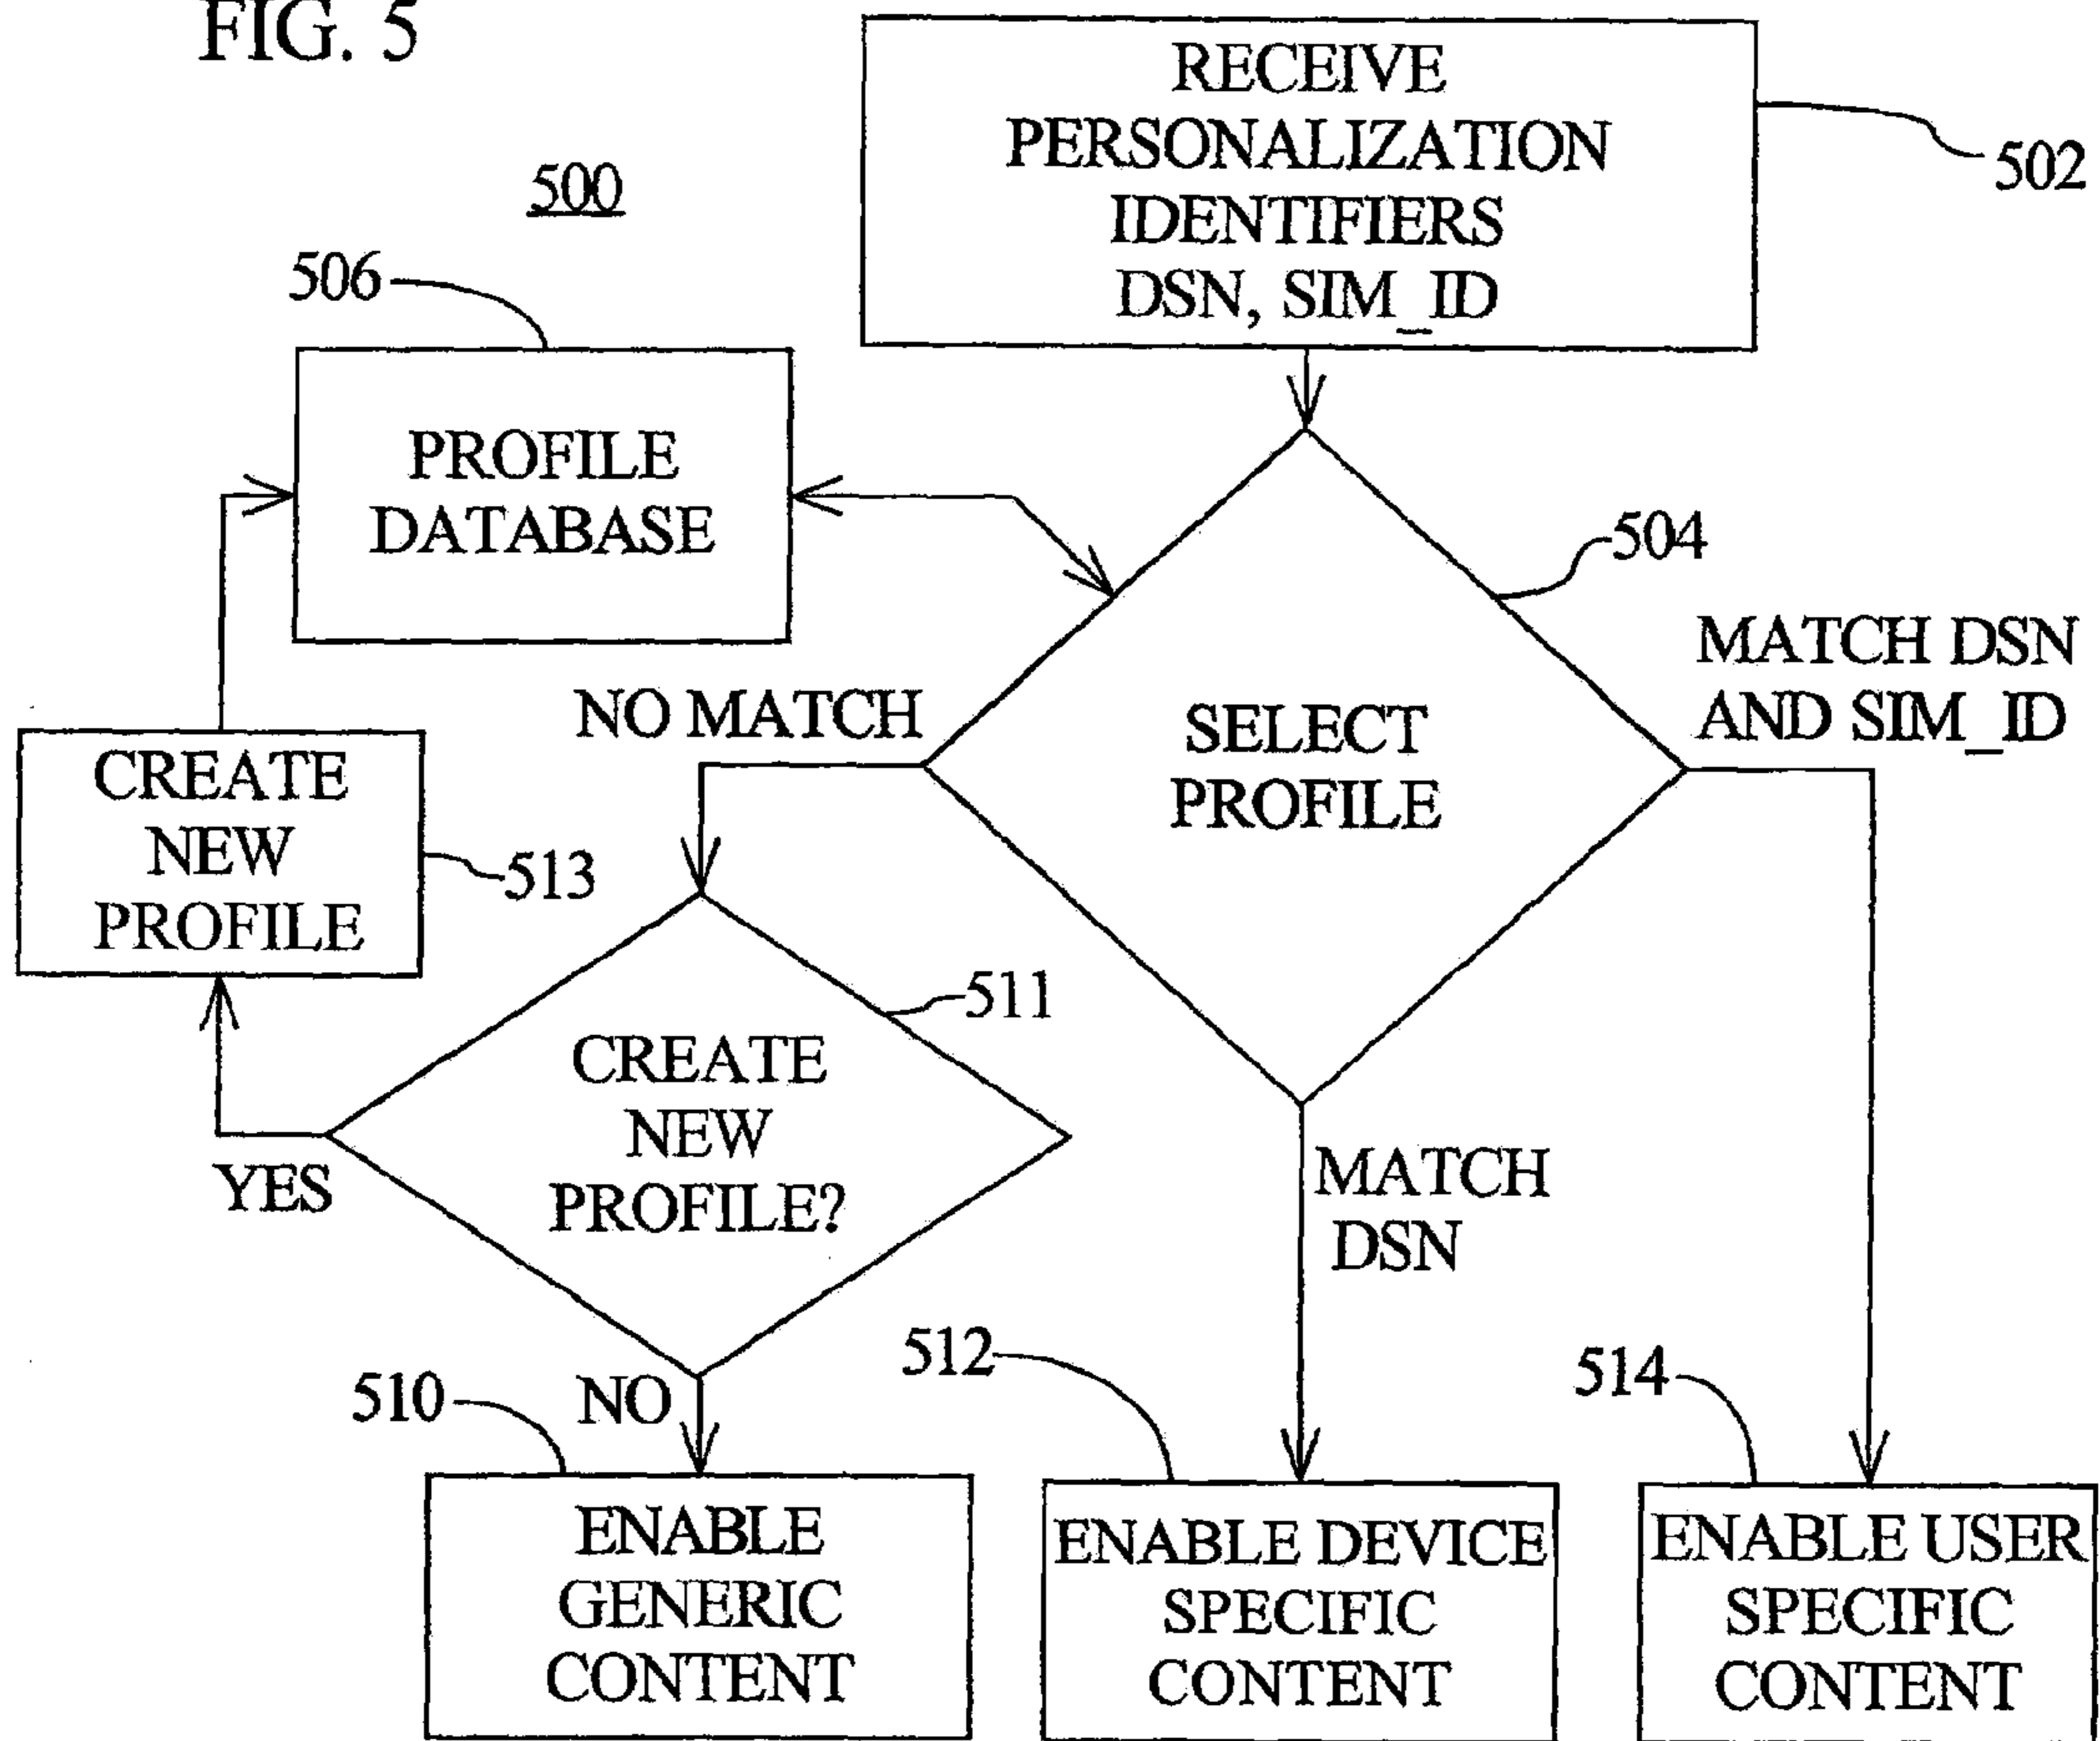 FIG. 5
500
RECEIVE
PERSONALIZATION
IDENTIFIERS
DSN, SIM_ID
502
506
PROFILE
DATABASE
504
MATCH DSN
AND SIM_ID
NO MATCH
SELECT
PROFILE
CREATE
NEW
PROFILE
513
511
CREATE
NEW
PROFILE?
YES
MATCH
DSN
NO
510
512
514
ENABLE
GENERIC
CONTENT
ENABLE DEVICE
SPECIFIC
CONTENT
ENABLE USER
SPECIFIC
CONTENT